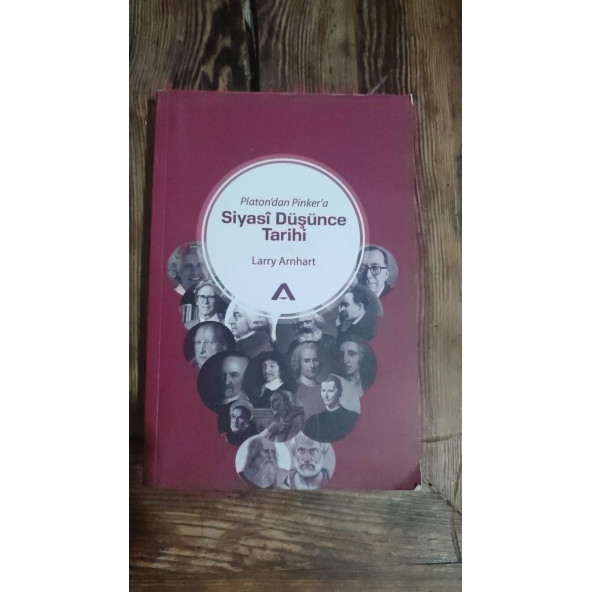 Platon'dan Pinker'a
Siyasî Düşünce
Tarihi
Larry Arnhart